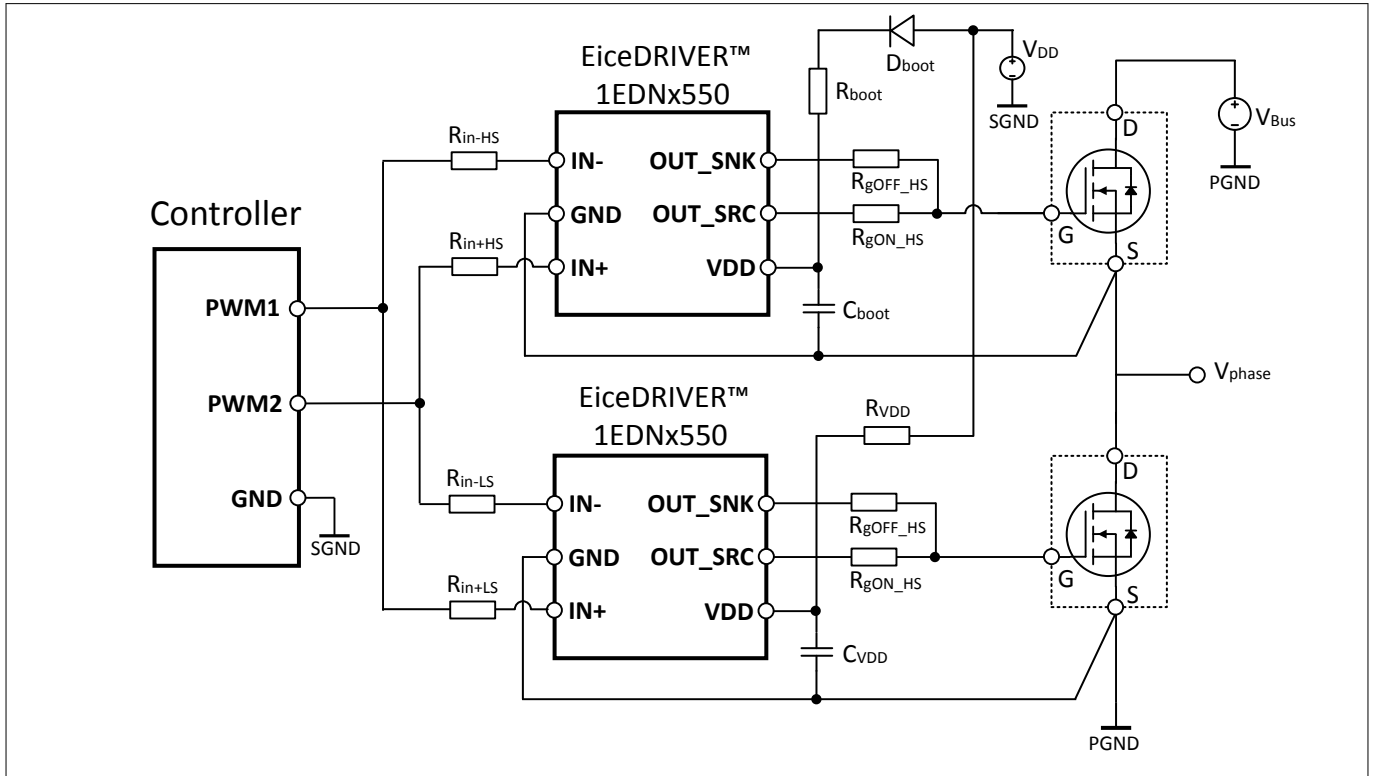 EiceDRIVER™
1EDNx550
Dboot
VDD
Rboot
SGND
D
VBus
PGND
Rin-HS
IN-
OUT_SNK
RgOFF_HS
Controller
GND
OUT_SRC
G
RgON_HS
S
Rin+HS
IN+
VDD
PWM1
Cboot
Vphase
PWM2
EiceDRIVER™
1EDNx550
RVDD
D
Rin-LS
IN-
OUT_SNK
RgOFF_HS
GND
SGND
GND
OUT_SRC
G
RgON_HS
S
Rin+LS
IN+
VDD
CVDD
PGND